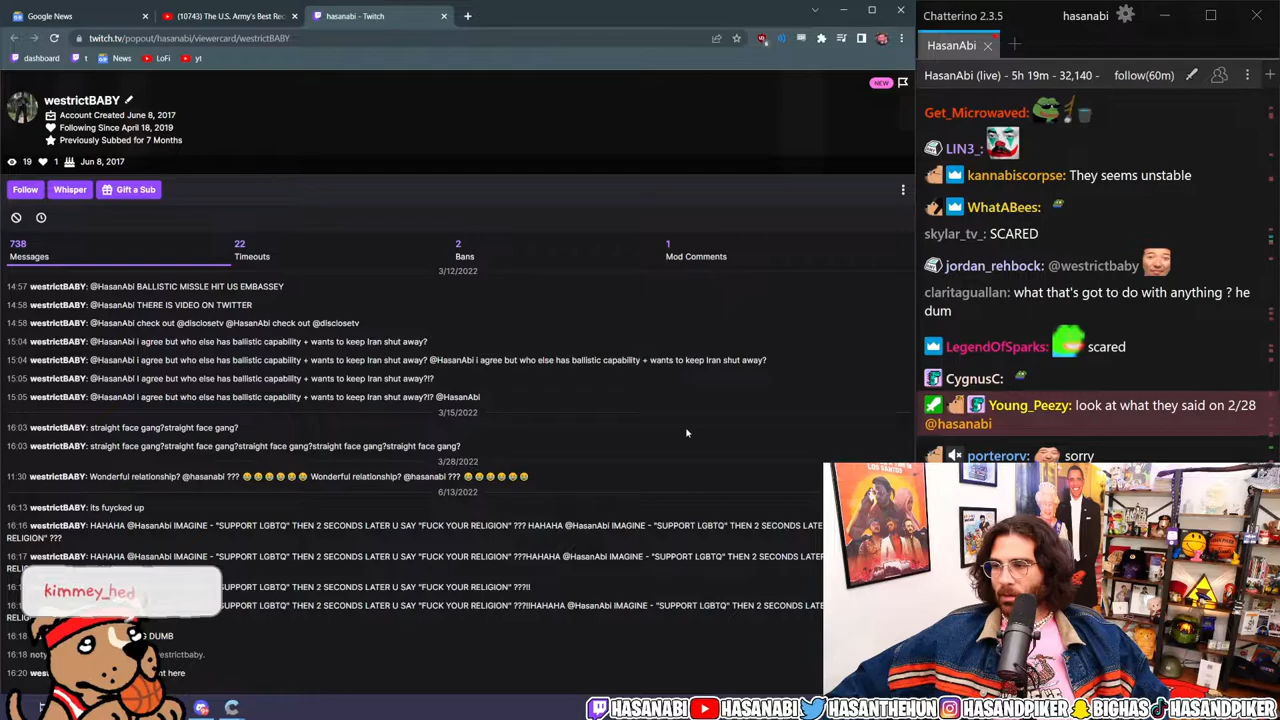 Google News
(10743) The U.S. Army's Best Rec
hasanabi - Twitch
twitch.tv/popout/hasanabi/viewercard/westrictBABY
dashboard
t
News
LoFi
yt
NEW
westrictBABY
Account Created June 8, 2017
Following Since April 18, 2019
Previously Subbed for 7 Months
19 1 Jun 8, 2017
Follow
Whisper
Gift a Sub
738
Messages
22
Timeouts
2
Bans
1
Mod Comments
3/12/2022
14:57 westrictBABY: @HasanAbi BALLISTIC MISSLE HIT US EMBASSEY
14:58 westrictBABY: @HasanAbi THERE IS VIDEO ON TWITTER
14:58 westrictBABY: @HasanAbi check out @disclosetv @HasanAbi check out @disclosetv
15:04 westrictBABY: @HasanAbi i agree but who else has ballistic capability + wants to keep Iran shut away?
15:04 westrictBABY: @HasanAbi i agree but who else has ballistic capability + wants to keep Iran shut away? @HasanAbi i agree but who else has ballistic capability + wants to keep Iran shut away?
15:05 westrictBABY: @HasanAbi I agree but who else has ballistic capability + wants to keep Iran shut away!?
15:05 westrictBABY: @HasanAbi I agree but who else has ballistic capability + wants to keep Iran shut away?!? @HasanAbi
3/15/2022
16:03 westrictBABY: straight face gang?straight face gang?
16:03 westrictBABY: straight face gang?straight face gang?straight face gang?straight face gang?straight face gang?
3/28/2022
11:30 westrictBABY: Wonderful relationship? @hasanabi ??? 😂😂😂😂😂😂 Wonderful relationship? @hasanabi ??? 😂😂😂😂😂😂
6/13/2022
16:13 westrictBABY: its fuycked up
16:16 westrictBABY: HAHAHA @HasanAbi IMAGINE - "SUPPORT LGBTQ" THEN 2 SECONDS LATER U SAY "FUCK YOUR RELIGION" ??? HAHAHA @HasanAbi IMAGINE - "SUPPORT LGBTQ" THEN 2 SECONDS LATER
RELIGION" ???
16:17 westrictBABY: HAHAHA @HasanAbi IMAGINE - "SUPPORT LGBTQ" THEN 2 SECONDS LATER U SAY "FUCK YOUR RELIGION" ???HAHAHA @HasanAbi IMAGINE - "SUPPORT LGBTQ" THEN 2 SECONDS LATER
SUPPORT LGBTQ" THEN 2 SECONDS LATER U SAY "FUCK YOUR RELIGION" ???!!
SUPPORT LGBTQ" THEN 2 SECONDS LATER U SAY "FUCK YOUR RELIGION" ???!!HAHAHA @HasanAbi IMAGINE - "SUPPORT LGBTQ" THEN 2 SECONDS LATER
DUMB
16:18 westrictbaby.
16:20 here
kimmey_hed
Chatterino 2.3.5
hasanabi
HasanAbi
HasanAbi (live) - 5h 19m - 32,140 - follow(60m)
Get_Microwaved:
LIN3_:
kannabiscorpse: They seems unstable
WhatABees:
skylar_tv_: SCARED
jordan_rehbock: @westrictbaby
claritaguallan: what that's got to do with anything ? he
dum
LegendOfSparks: scared
CygnusC:
Young_Peezy: look at what they said on 2/28
@hasanabi
porterorv: sorry
LOS SANTOS
HASANABI
HASANABI
HASANTHEHUN
HASANDPIKER
BIGHAS
HASANDPIKER